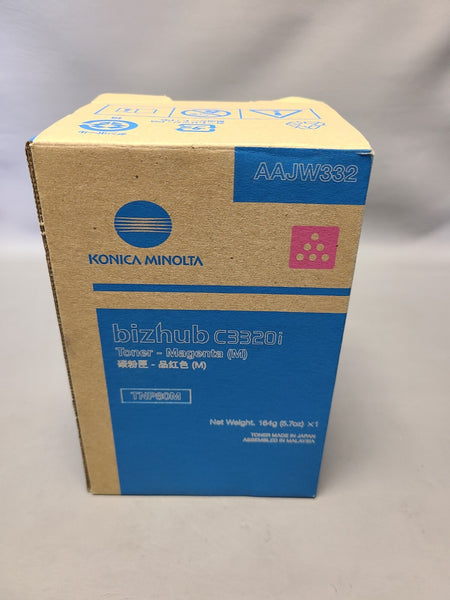 AAJW332
KONICA MINOLTA
bizhub C3320i
Toner - Magenta (M)
碳粉匣 - 品紅色 (M)
TNP80M
Net Weight, 164g (5.7oz) ×1
TONER MADE IN JAPAN
ASSEMBLED IN MALAYSIA